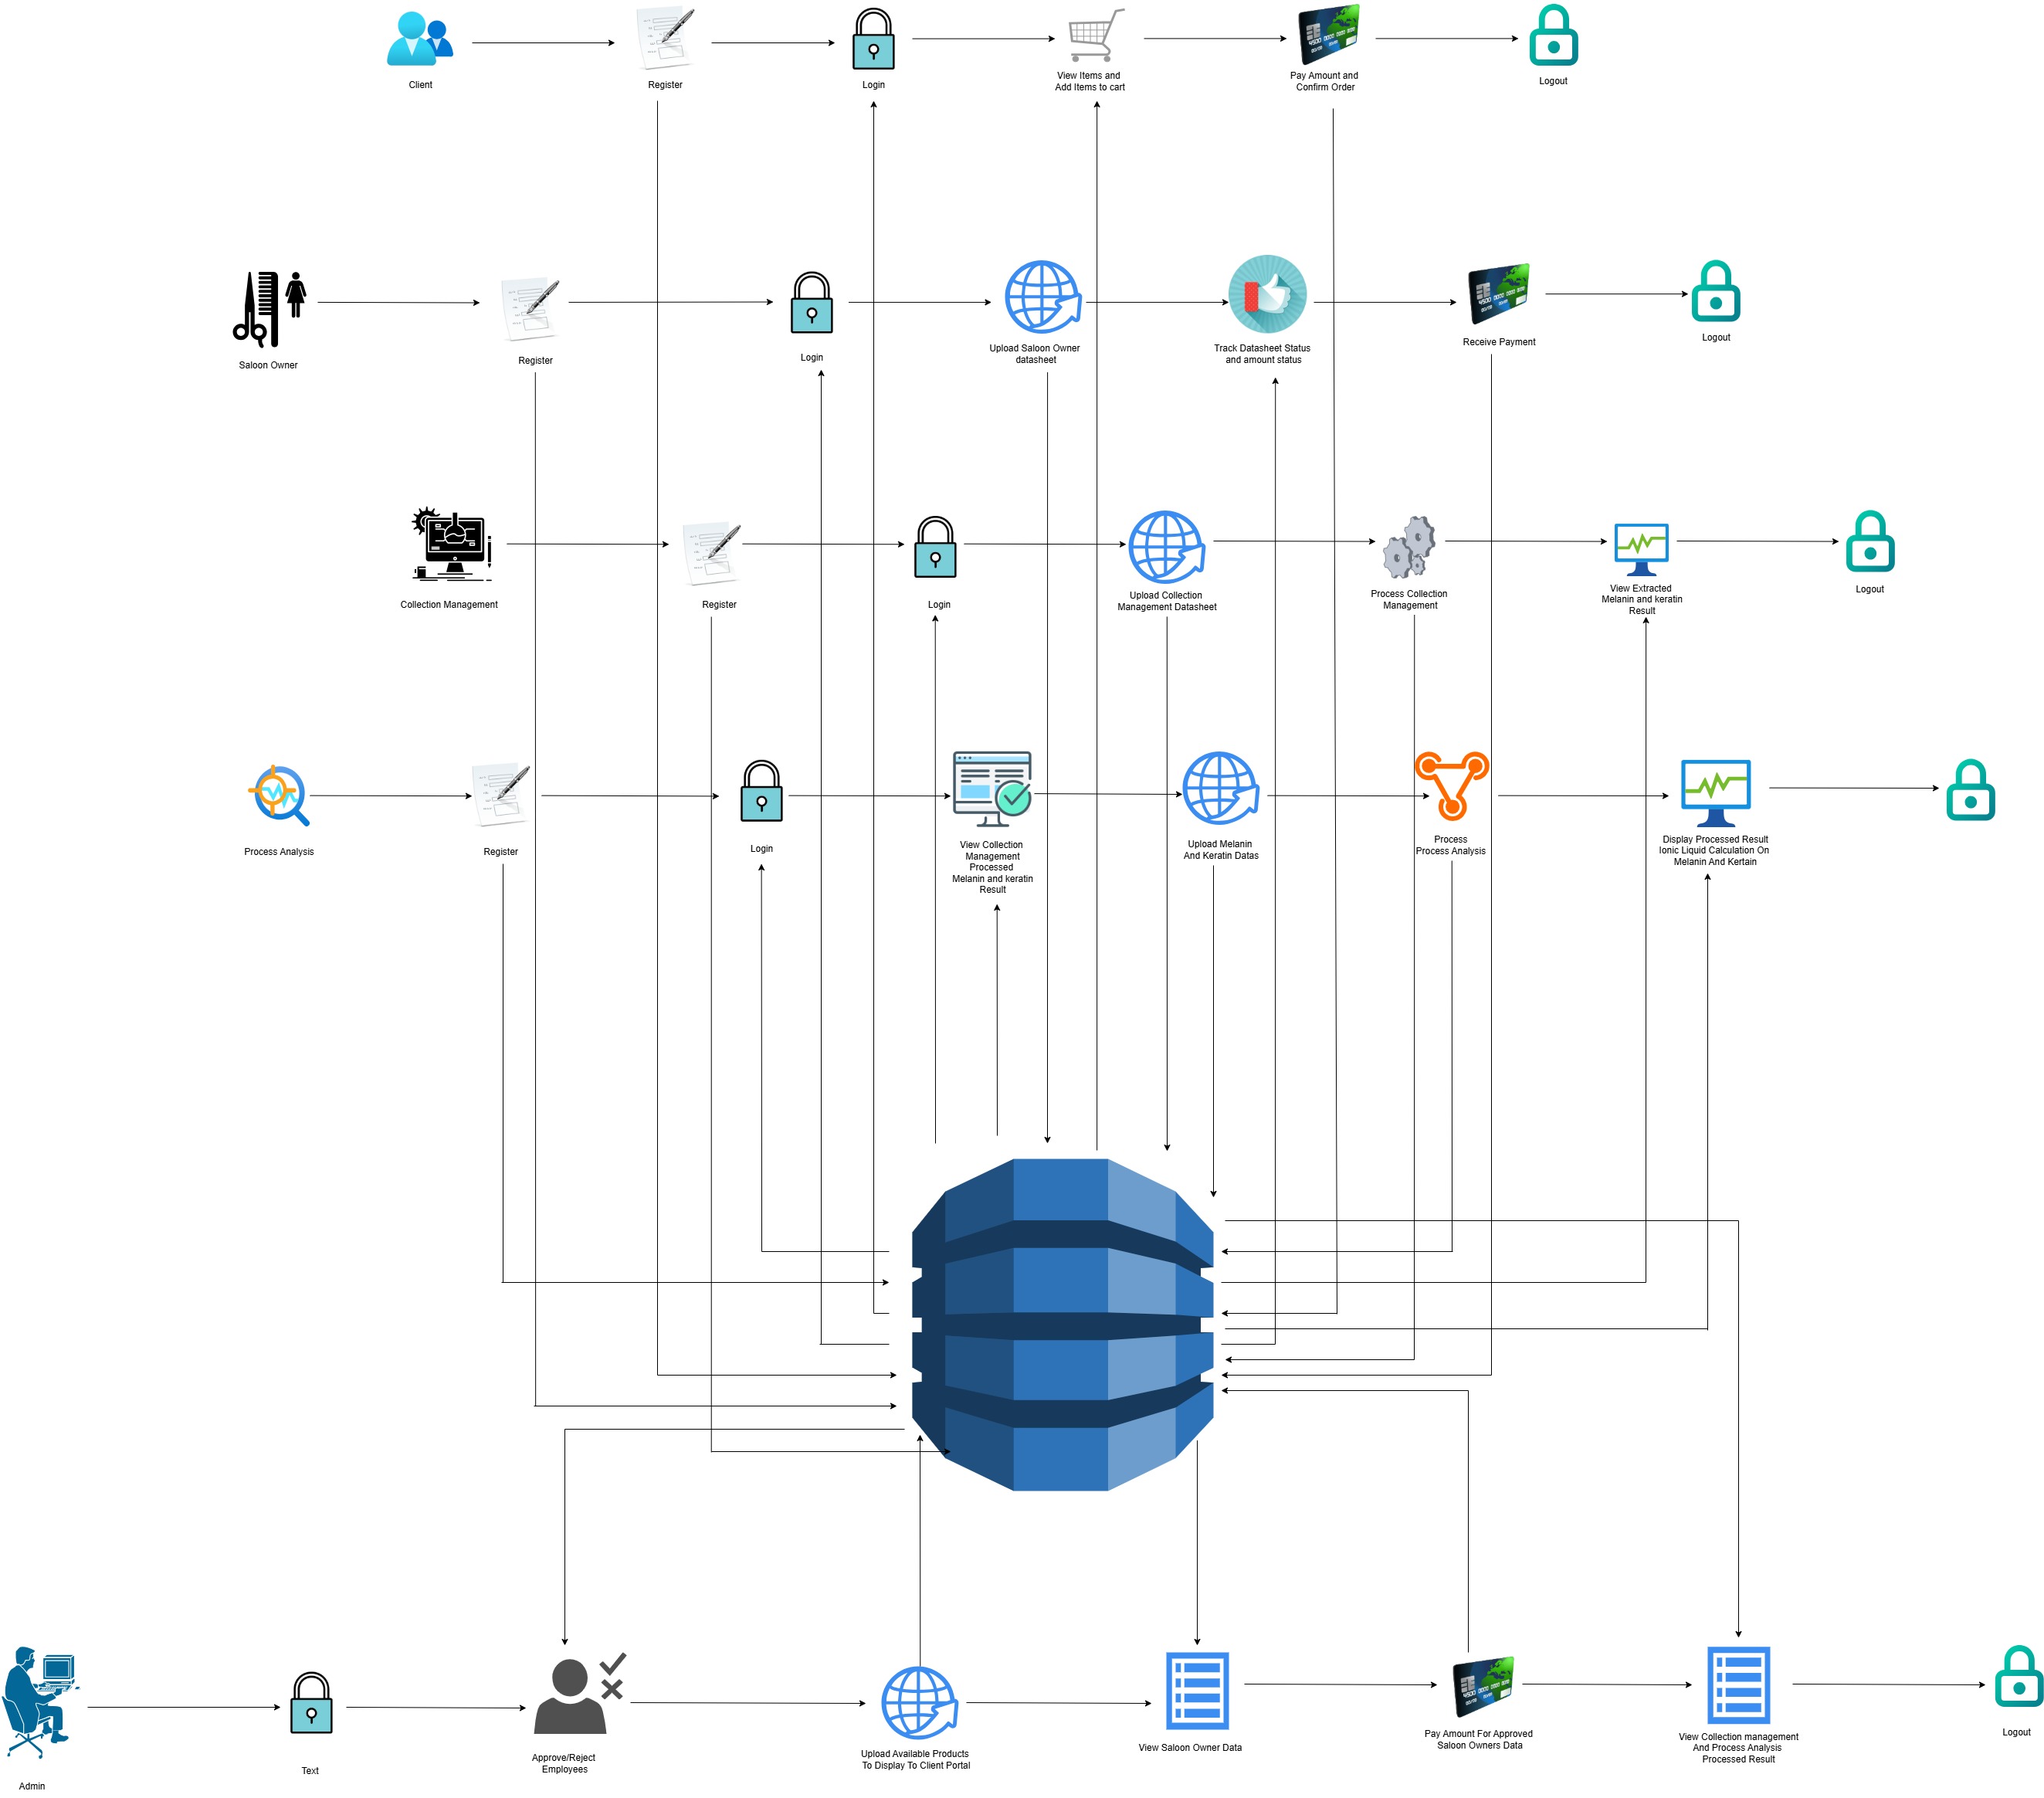 Client
Register
Login
View Items and
Add Items to cart
Pay Amount and
Confirm Order
Logout
Saloon Owner
Register
Login
Upload Saloon Owner
datasheet
Track Datasheet Status
and amount status
Receive Payment
Logout
Collection Management
Register
Login
Upload Collection
Management Datasheet
Process Collection
Management
View Extracted
Melanin and keratin
Result
Logout
Process Analysis
Register
Login
View Collection
Management
Processed
Melanin and keratin
Result
Upload Melanin
And Keratin Datas
Process
Process Analysis
Display Processed Result
Ionic Liquid Calculation On
Melanin And Kertain
Admin
Text
Approve/Reject
Employees
Upload Available Products
To Display To Client Portal
View Saloon Owner Data
Pay Amount For Approved
Saloon Owners Data
View Collection management
And Process Analysis
Processed Result
Logout